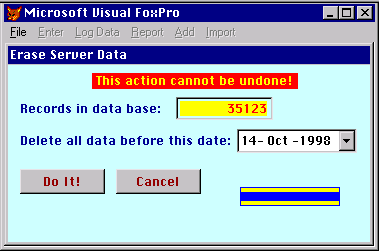 Microsoft Visual FoxPro
File Enter Log Data Report Add Import
Erase Server Data
This action cannot be undone!
Records in data base: 35123
Delete all data before this date: 14- Oct -1998
Do It! Cancel